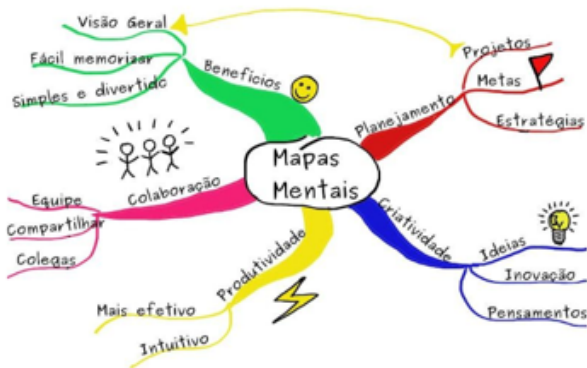 Mapas
Mentais
Benefícios
Visão Geral
Fácil memorizar
Simples e divertido
Planejamento
Projetos
Metas
Estratégias
Criatividade
Ideias
Inovação
Pensamentos
Produtividade
Mais efetivo
Intuitivo
Colaboração
Equipe
Compartilhar
Colegas